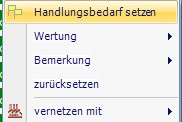 Handlungsbedarf setzen
Wertung
Bemerkung
zurücksetzen
vernetzen mit